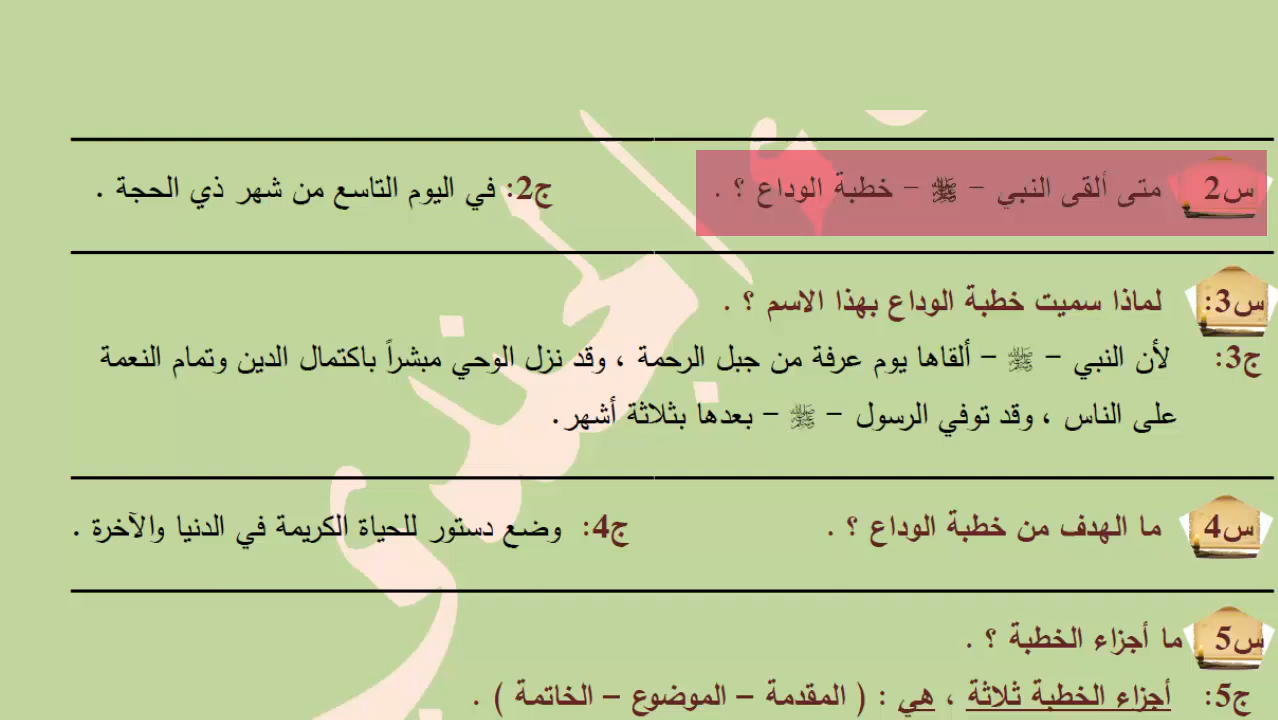 س2 متى ألقى النبي – ﷺ – خطبة الوداع ؟ . ج2: في اليوم التاسع من شهر ذي الحجة .
س3: لماذا سميت خطبة الوداع بهذا الاسم ؟ .
ج3: لأن النبي – ﷺ – ألقاها يوم عرفة من جبل الرحمة ، وقد نزل الوحي مبشراً باكتمال الدين وتمام النعمة
على الناس ، وقد توفي الرسول – ﷺ – بعدها بثلاثة أشهر.
س4 ما الهدف من خطبة الوداع ؟ . ج4: وضع دستور للحياة الكريمة في الدنيا والآخرة .
س5 ما أجزاء الخطبة ؟ .
ج5: أجزاء الخطبة ثلاثة ، هي : ( المقدمة – الموضوع – الخاتمة ) .